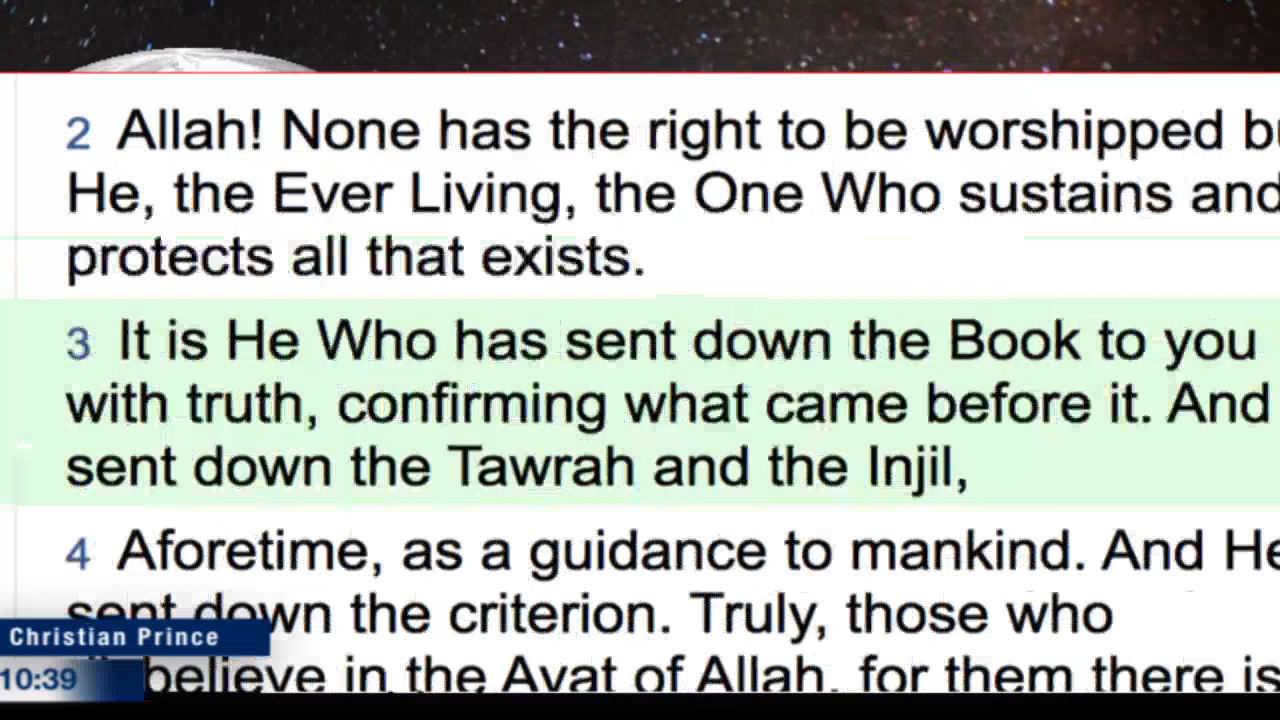 2 Allah! None has the right to be worshipped
He, the Ever Living, the One Who sustains and
protects all that exists.
3 It is He Who has sent down the Book to you
with truth, confirming what came before it. And
sent down the Tawrah and the Injil,
4 Aforetime, as a guidance to mankind. And He
sent down the criterion. Truly, those who
believe in the Ayat of Allah, for them there is
Christian Prince
10:39